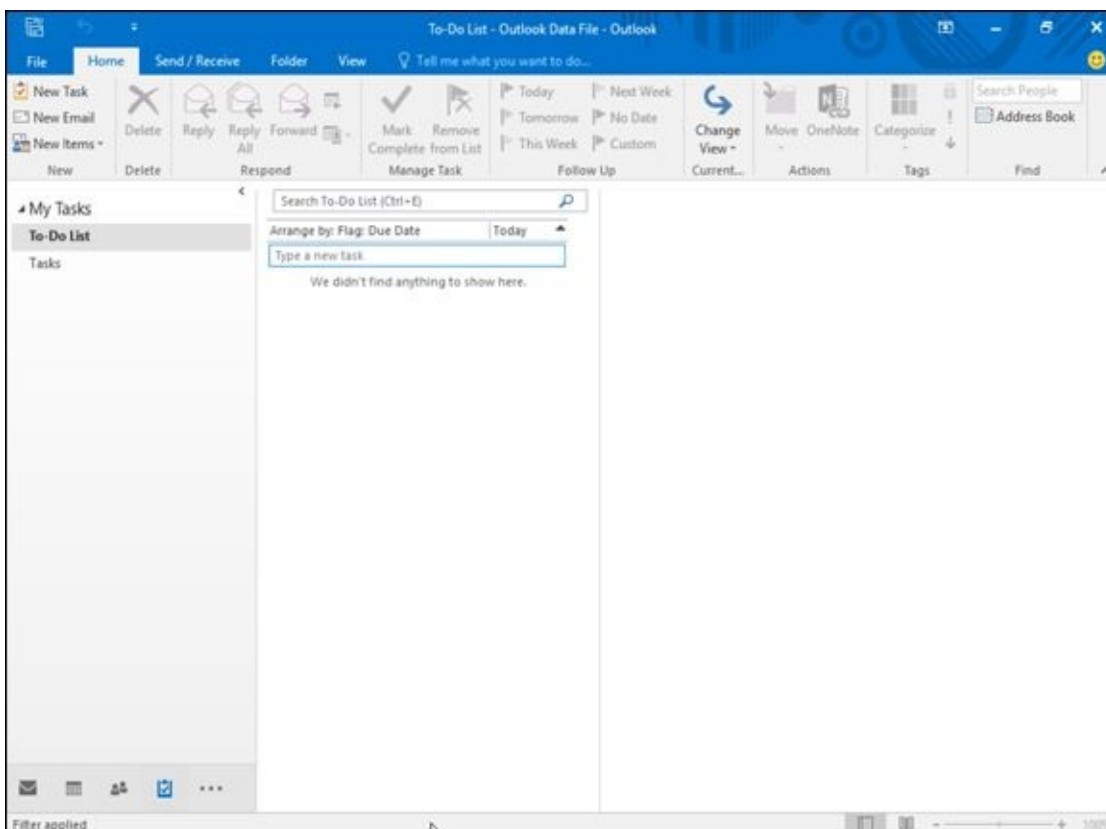 To-Do List - Outlook Data File - Outlook
File Home Send / Receive Folder View Tell me what you want to do...
New Task
New Email
New Items
Delete
Reply
Reply All
Forward
Mark Complete
Remove from List
Today
Tomorrow
This Week
Next Week
No Date
Custom
Change View
Move
OneNote
Categorize
Search People
Address Book
New Delete Respond Manage Task Follow Up Current... Actions Tags Find
My Tasks
To-Do List
Tasks
Search To-Do List (Ctrl+E)
Arrange by: Flag: Due Date Today
Type a new task
We didn't find anything to show here.
Filter applied
100%